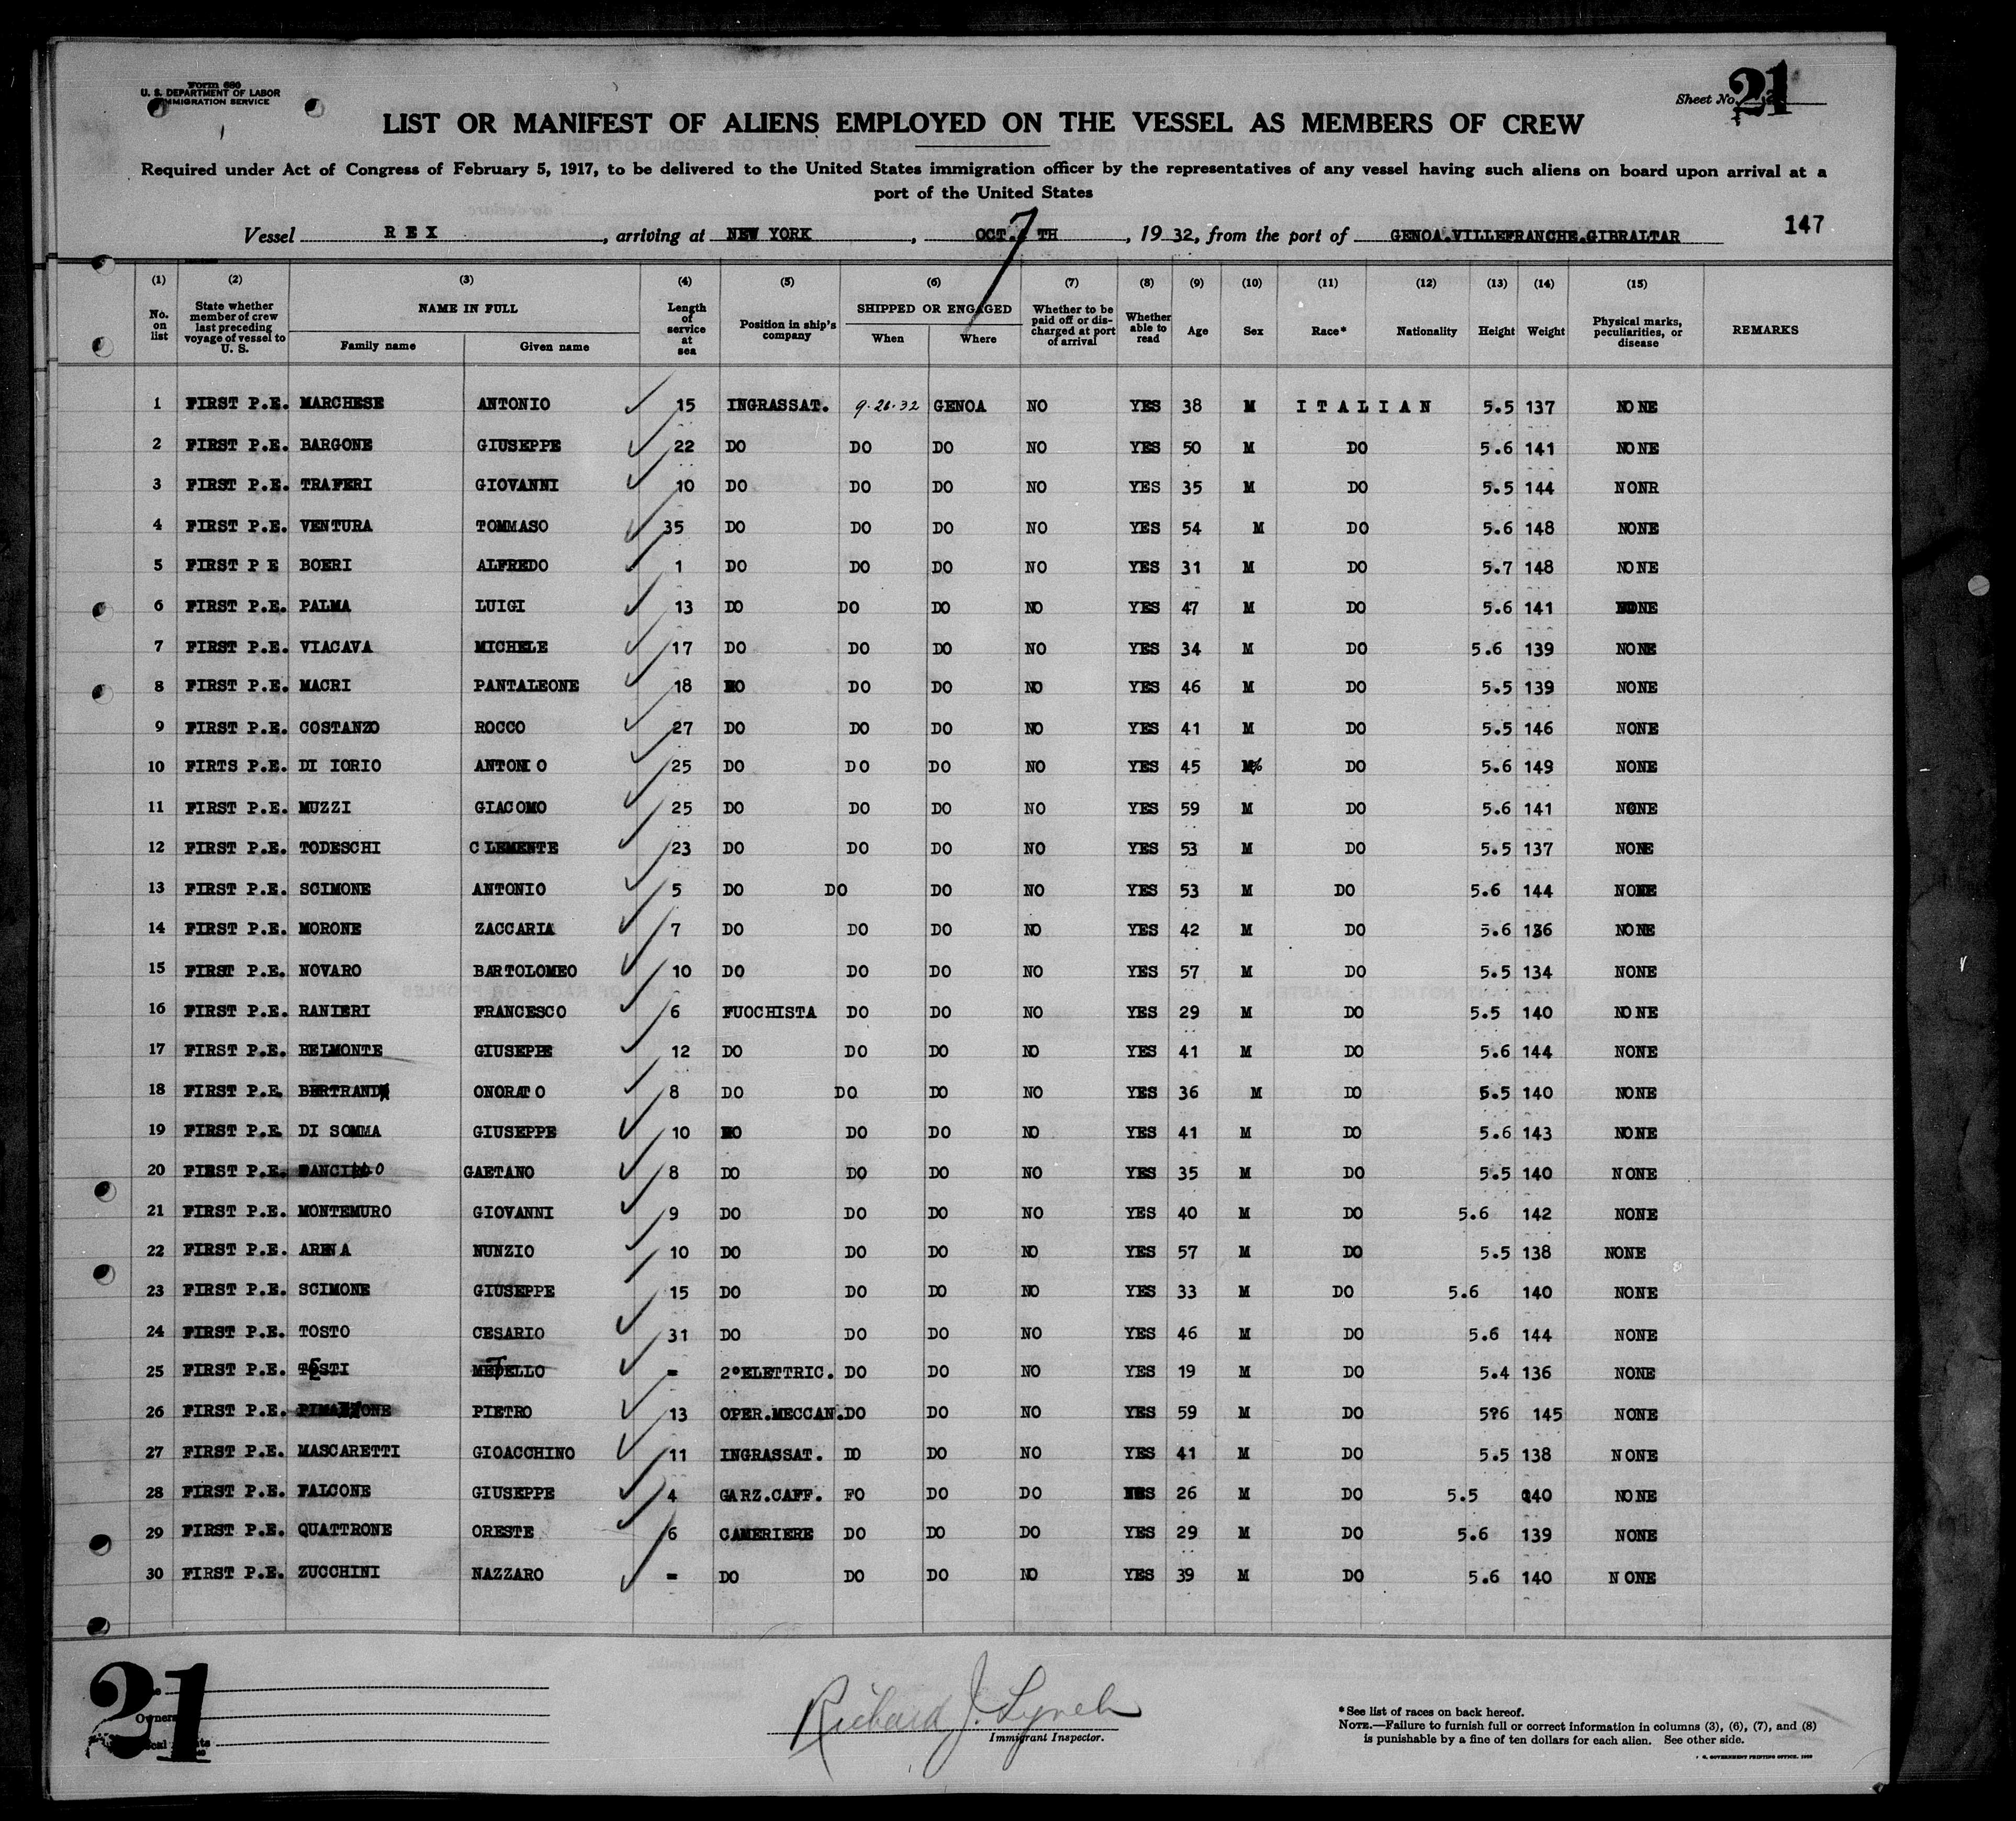 Form 680
U. S. DEPARTMENT OF LABOR
IMMIGRATION SERVICE
Sheet No. 21
LIST OR MANIFEST OF ALIENS EMPLOYED ON THE VESSEL AS MEMBERS OF CREW
Required under Act of Congress of February 5, 1917, to be delivered to the United States immigration officer by the representatives of any vessel having such aliens on board upon arrival at a
port of the United States
147
Vessel R E X, arriving at NEW YORK, OCT. 7 TH, 19 32, from the port of GENOA.VILLEFRANCHE.GIBRALTAR
(1) (2) (3) (4) (5) (6) (7) (8) (9) (10) (11) (12) (13) (14) (15)
No. on list State whether member of crew last preceding voyage of vessel to U. S. NAME IN FULL Family name Given name Length of service at sea Position in ship's company SHIPPED OR ENGAGED When Where Whether to be paid off or discharged at port of arrival Whether able to read Age Sex Race* Nationality Height Weight Physical marks, peculiarities, or disease REMARKS
1 FIRST P.E. MARCHESE ANTONIO 15 INGRASSAT. 9-26-32 GENOA NO YES 38 M I T A L I A N 5.5 137 NONE
2 FIRST P.E. BARGONE GIUSEPPE 22 DO DO DO NO YES 50 M DO 5.6 141 NONE
3 FIRST P.E. TRAFERI GIOVANNI 10 DO DO DO NO YES 35 M DO 5.5 144 NONR
4 FIRST P.E. VENTURA TOMMASO 35 DO DO DO NO YES 54 M DO 5.6 148 NONE
5 FIRST P E BOERI ALFREDO 1 DO DO DO NO YES 31 M DO 5.7 148 NONE
6 FIRST P.E. PALMA LUIGI 13 DO DO DO NO YES 47 M DO 5.6 141 NONE
7 FIRST P.E. VIACAVA MICHELE 17 DO DO DO NO YES 34 M DO 5.6 139 NONE
8 FIRST P.E. MACRI PANTALEONE 18 DO DO DO NO YES 46 M DO 5.5 139 NONE
9 FIRST P.E. COSTANZO ROCCO 27 DO DO DO NO YES 41 M DO 5.5 146 NONE
10 FIRTS P.E. DI IORIO ANTONIO 25 DO DO DO NO YES 45 M DO 5.6 149 NONE
11 FIRST P.E. MUZZI GIACOMO 25 DO DO DO NO YES 59 M DO 5.6 141 NONE
12 FIRST P.E. TODESCHI CLEMENTE 23 DO DO DO NO YES 53 M DO 5.5 137 NONE
13 FIRST P.E. SCIMONE ANTONIO 5 DO DO DO NO YES 53 M DO 5.6 144 NONE
14 FIRST P.E. MORONE ZACCARIA 7 DO DO DO NO YES 42 M DO 5.6 136 NONE
15 FIRST P.E. NOVARO BARTOLOMEO 10 DO DO DO NO YES 57 M DO 5.5 134 NONE
16 FIRST P.E. RANIERI FRANCESCO 6 FUOCHISTA DO DO NO YES 29 M DO 5.5 140 NONE
17 FIRST P.E. BELMONTE GIUSEPPE 12 DO DO DO NO YES 41 M DO 5.6 144 NONE
18 FIRST P.E. ONORATO 8 DO DO DO NO YES 36 M DO 5.5 140 NONE
19 FIRST P.E. DI SOMMA GIUSEPPE 10 DO DO DO NO YES 41 M DO 5.6 143 NONE
20 FIRST P.E. GAETANO 8 DO DO DO NO YES 35 M DO 5.5 140 NONE
21 FIRST P.E. MONTEMURO GIOVANNI 9 DO DO DO NO YES 40 M DO 5.6 142 NONE
22 FIRST P.E. ARENA NUNZIO 10 DO DO DO NO YES 57 M DO 5.5 138 NONE
23 FIRST P.E. SCIMONE GIUSEPPE 15 DO DO DO NO YES 33 M DO 5.6 140 NONE
24 FIRST P.E. TOSTO CESARIO 31 DO DO DO NO YES 46 M DO 5.6 144 NONE
25 FIRST P.E. TESTI = 2°ELETTRIC. DO DO NO YES 19 M DO 5.4 136 NONE
26 FIRST P.E. PIETRO 13 OPER.MECCAN. DO DO NO YES 59 M DO 5?6 145 NONE
27 FIRST P.E. MASCARETTI GIOACCHINO 11 INGRASSAT. DO DO NO YES 41 M DO 5.5 138 NONE
28 FIRST P.E. FALCONE GIUSEPPE 4 GARZ.CAFF. FO DO DO YES 26 M DO 5.5 140 NONE
29 FIRST P.E. QUATTRONE ORESTE 6 CAMERIERE DO DO DO YES 29 M DO 5.6 139 NONE
30 FIRST P.E. ZUCCHINI NAZZARO = DO DO DO NO YES 39 M DO 5.6 140 NONE
21
Owners
Richard J. Lynch
Immigrant Inspector.
*See list of races on back hereof.
NOTE.—Failure to furnish full or correct information in columns (3), (6), (7), and (8)
is punishable by a fine of ten dollars for each alien. See other side.